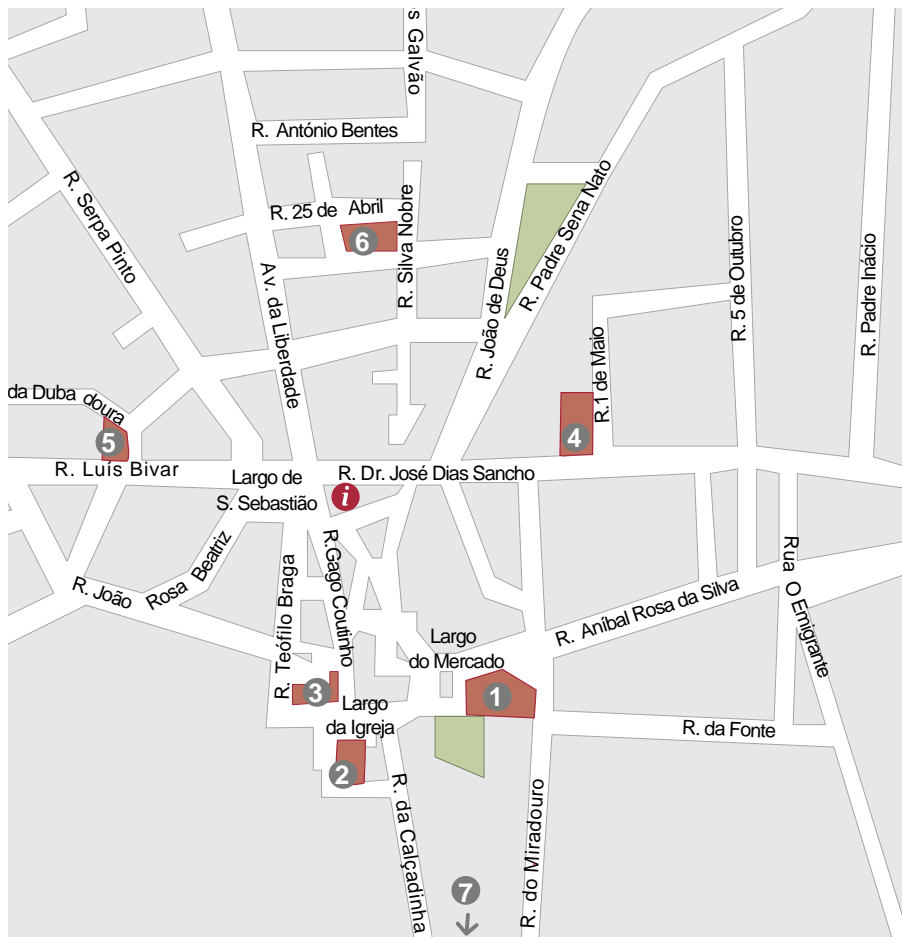 s Galvão
R. António Bentes
R. Serpa Pinto
R. 25 de Abril
6
R. Silva Nobre
Av. da Liberdade
R. João de Deus
R. Padre Sena Nato
R. 5 de Outubro
R. Padre Inácio
R.1 de Maio
4
da Duba doura
5
R. Luís Bivar
Largo de
S. Sebastião
i
R. Dr. José Dias Sancho
R. João
Rosa Beatriz
R. Teófilo Braga
R.Gago Coutinho
Largo
do Mercado
R. Aníbal Rosa da Silva
Rua O Emigrante
3
1
Largo
da Igreja
2
R. da Fonte
R. da Calçadinha
R. do Miradouro
7